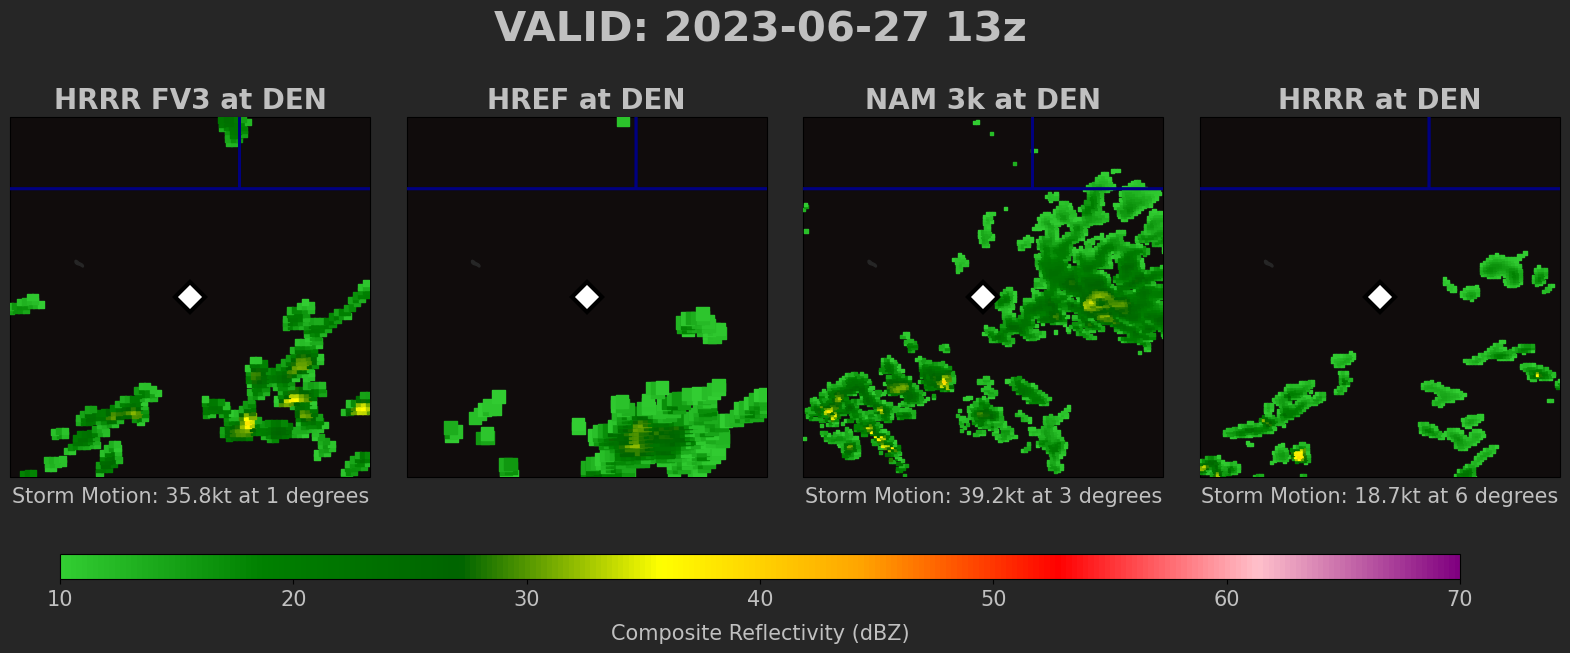 VALID: 2023-06-27 13z
HRRR FV3 at DEN
HREF at DEN
NAM 3k at DEN
HRRR at DEN
Storm Motion: 35.8kt at 1 degrees
Storm Motion: 39.2kt at 3 degrees
Storm Motion: 18.7kt at 6 degrees
10 20 30 40 50 60 70
Composite Reflectivity (dBZ)